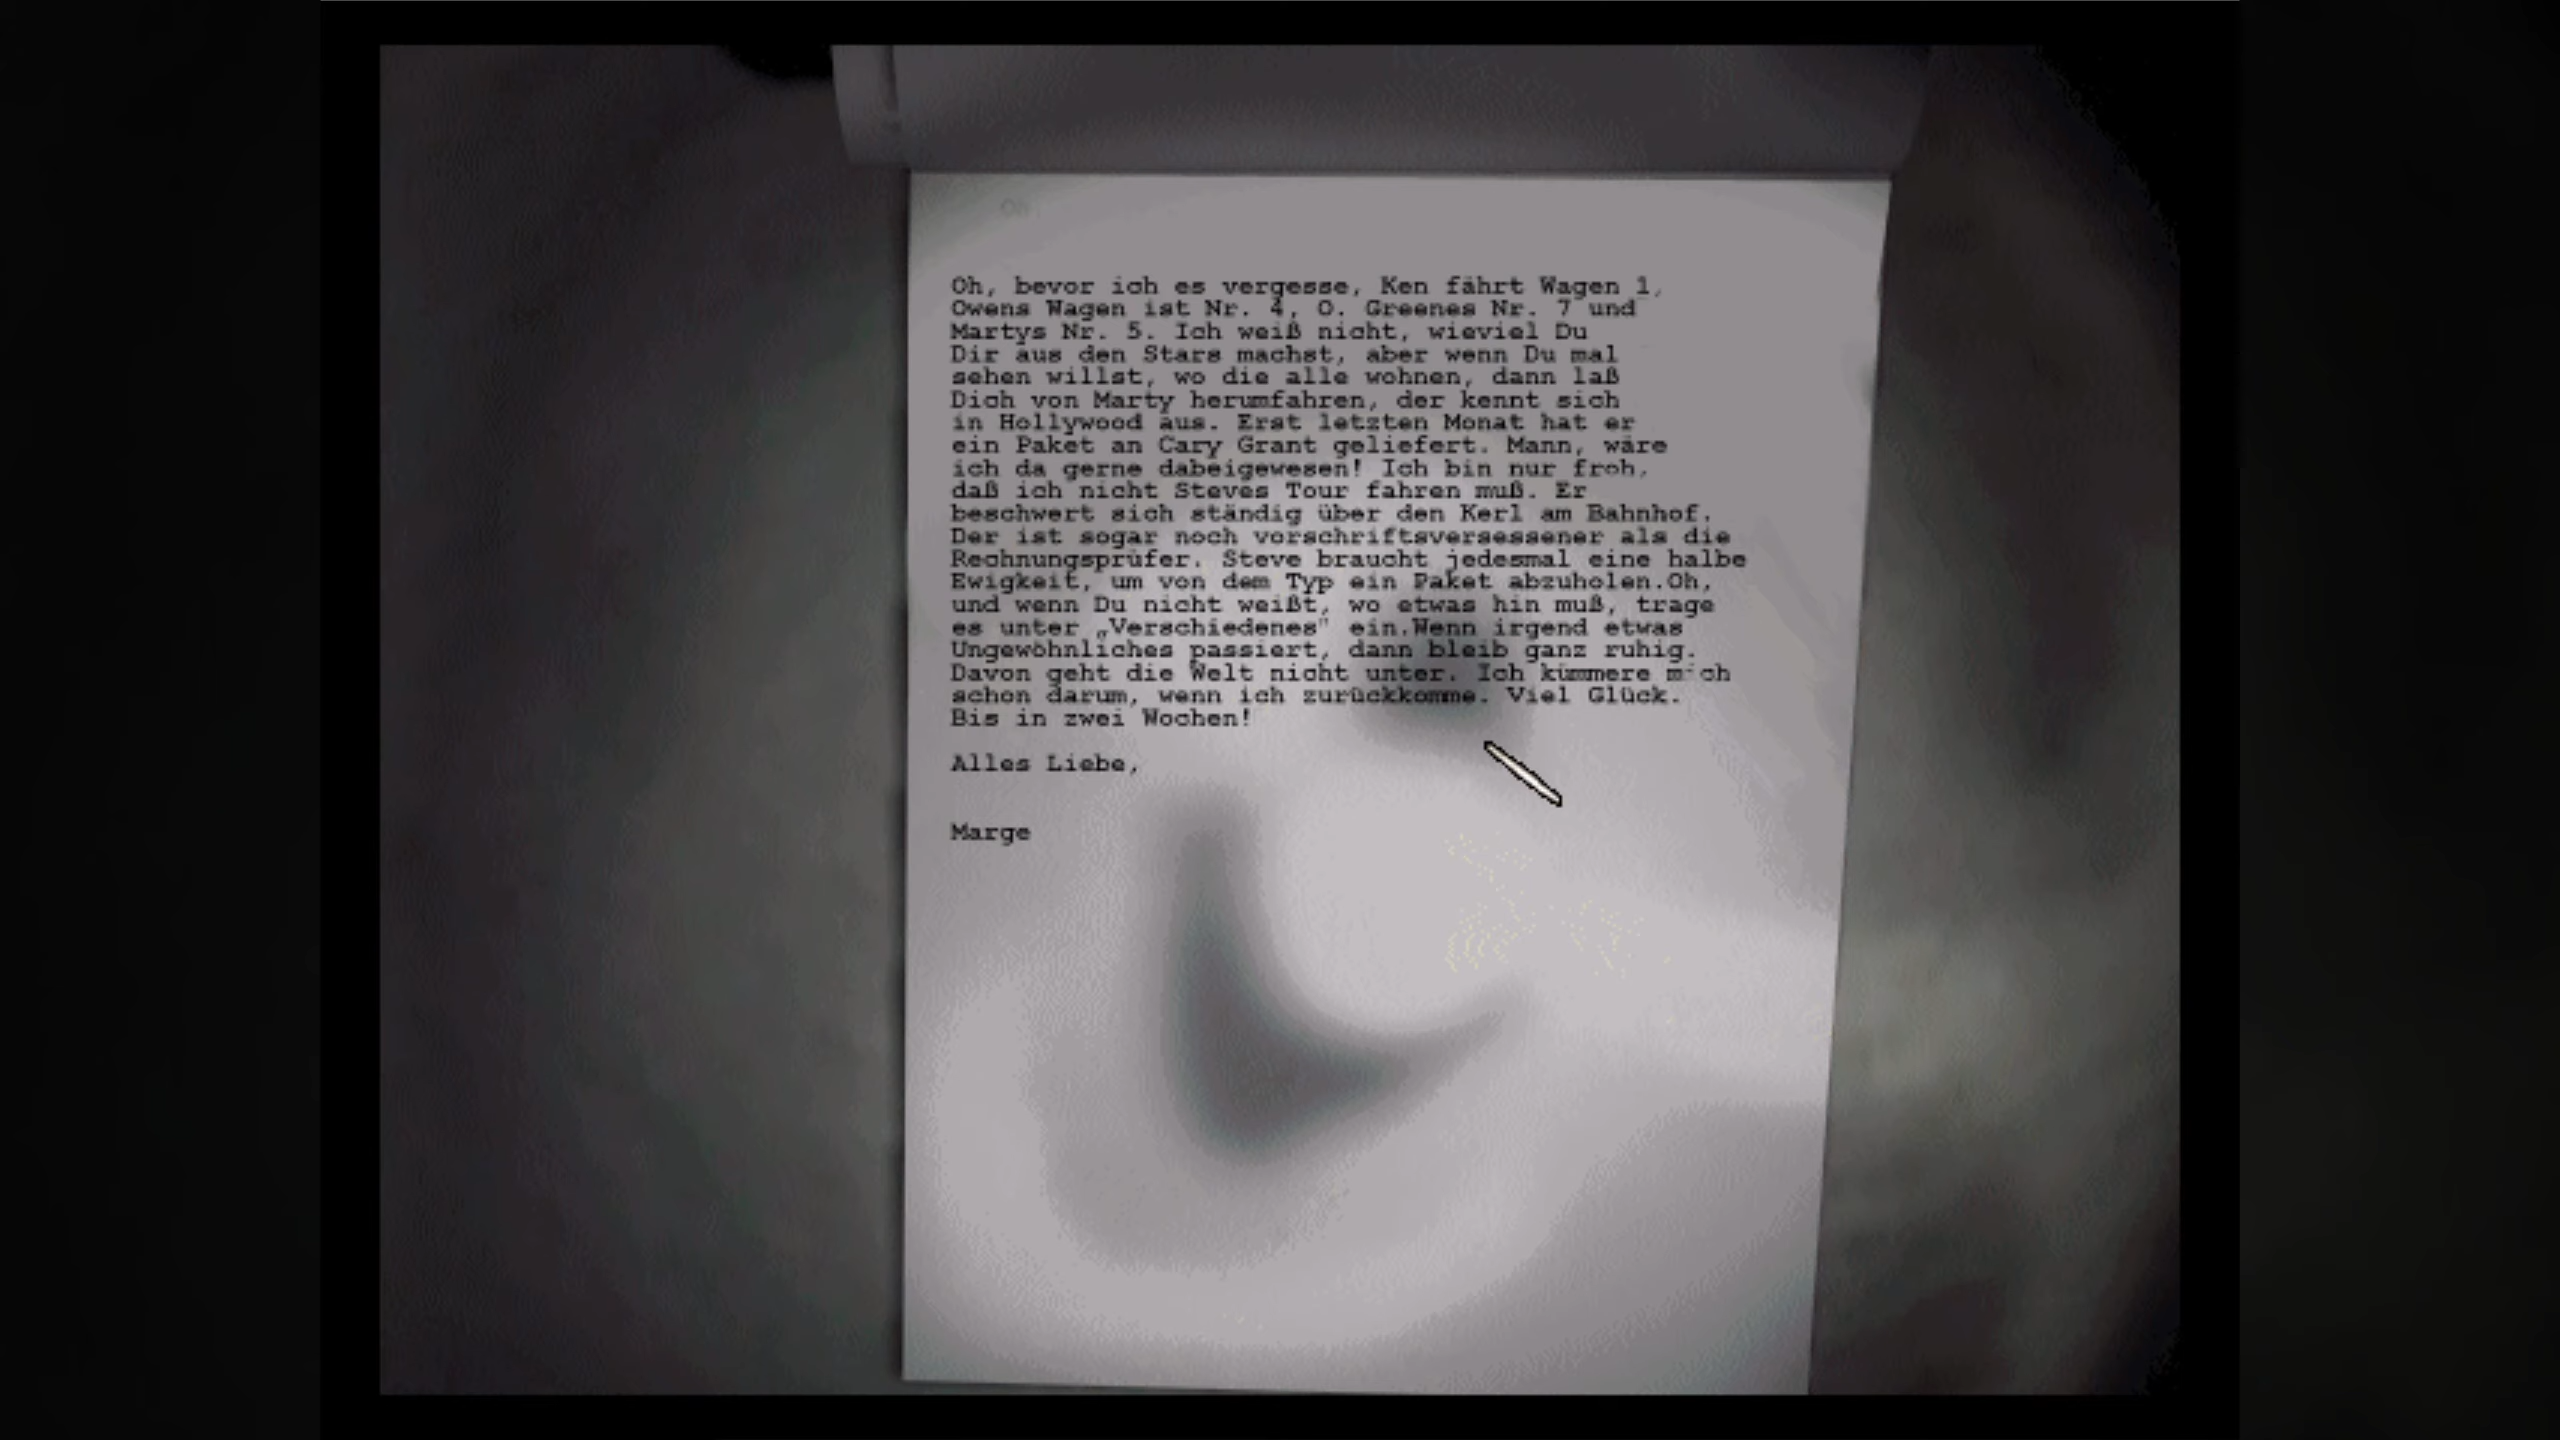 Oh, bevor ich es vergesse, Ken fährt Wagen 1,
Owens Wagen ist Nr. 4, O. Greenes Nr. 7 und
Martys Nr. 5. Ich weiß nicht, wieviel Du
Dir aus den Stars machst, aber wenn Du mal
sehen willst, wo die alle wohnen, dann laß
Dich von Marty herumfahren, der kennt sich
in Hollywood aus. Erst letzten Monat hat er
ein Paket an Cary Grant geliefert. Mann, wäre
ich da gerne dabeigewesen! Ich bin nur froh,
daß ich nicht Steves Tour fahren muß. Er
beschwert sich ständig über den Kerl am Bahnhof.
Der ist sogar noch vorschriftsversessener als die
Rechnungsprüfer. Steve braucht jedesmal eine halbe
Ewigkeit, um von dem Typ ein Paket abzuholen.Oh,
und wenn Du nicht weißt, wo etwas hin muß, trage
es unter „Verschiedenes" ein.Wenn irgend etwas
Ungewöhnliches passiert, dann bleib ganz ruhig.
Davon geht die Welt nicht unter. Ich kümmere mich
schon darum, wenn ich zurückkomme. Viel Glück.
Bis in zwei Wochen!
Alles Liebe,
Marge